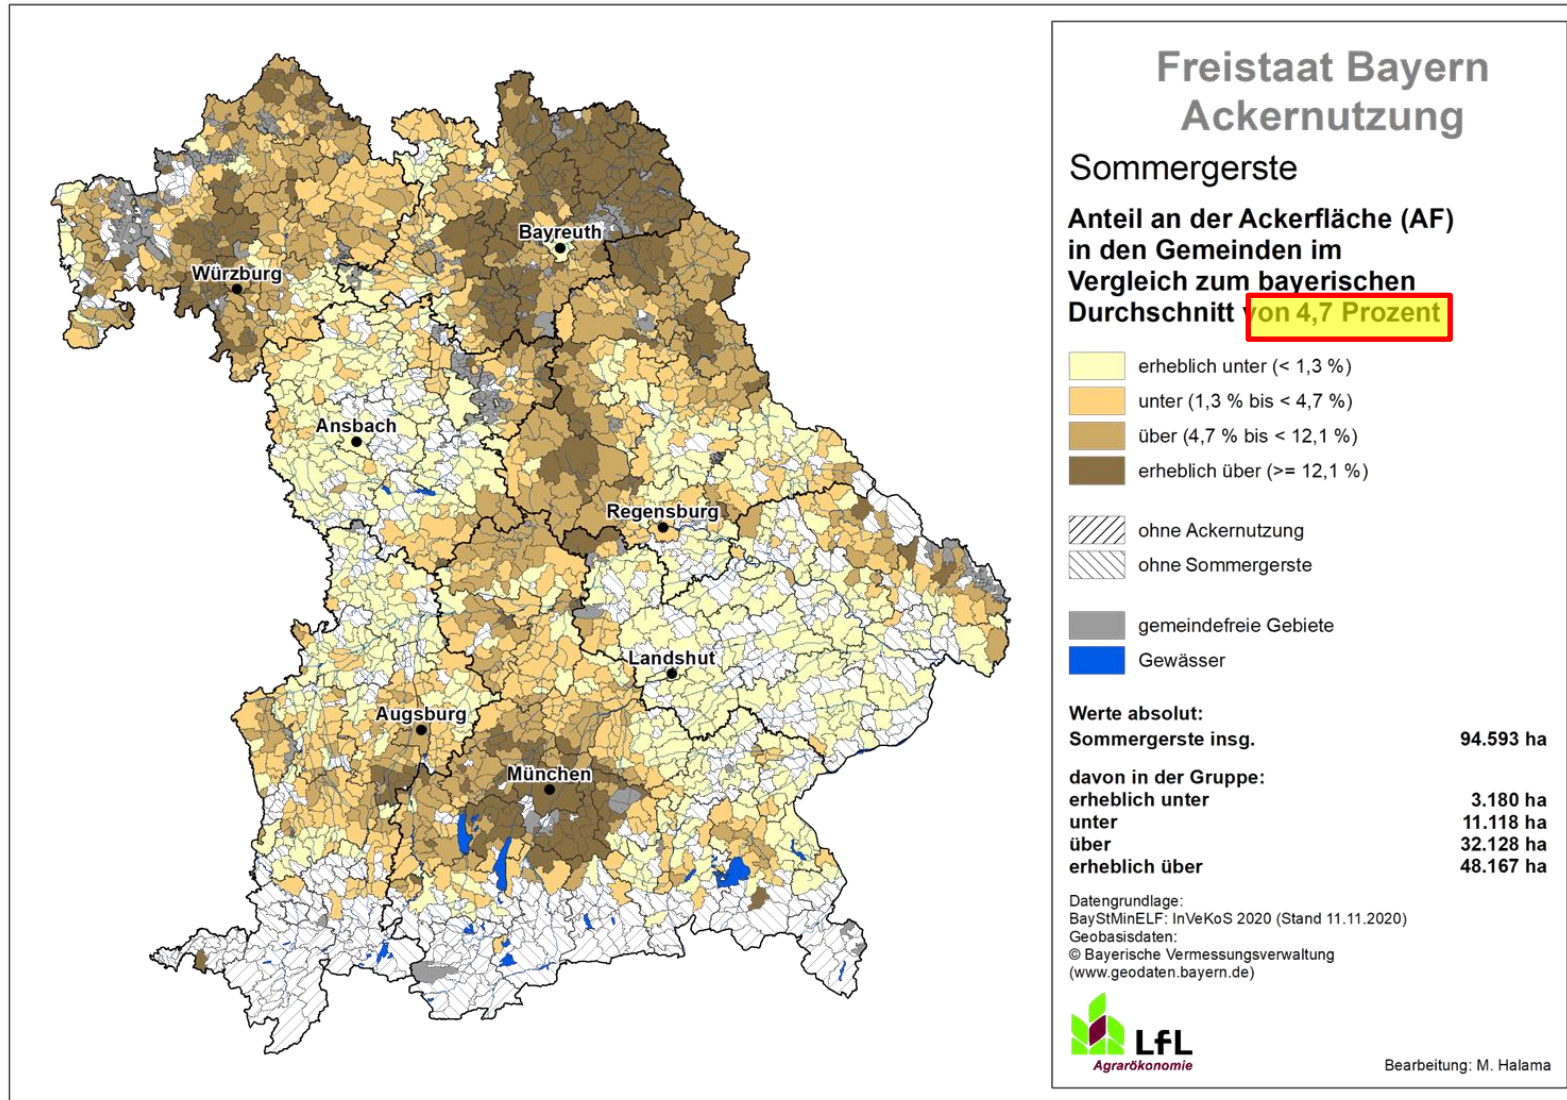 Freistaat Bayern
Ackernutzung
Sommergerste
Anteil an der Ackerfläche (AF)
in den Gemeinden im
Vergleich zum bayerischen
Durchschnitt von 4,7 Prozent
erheblich unter (< 1,3 %)
unter (1,3 % bis < 4,7 %)
über (4,7 % bis < 12,1 %)
erheblich über (>= 12,1 %)
ohne Ackernutzung
ohne Sommergerste
gemeindefreie Gebiete
Gewässer
Werte absolut:
Sommergerste insg. 94.593 ha
davon in der Gruppe:
erheblich unter 3.180 ha
unter 11.118 ha
über 32.128 ha
erheblich über 48.167 ha
Datengrundlage:
BayStMinELF: InVeKoS 2020 (Stand 11.11.2020)
Geobasisdaten:
© Bayerische Vermessungsverwaltung
(www.geodaten.bayern.de)
LfL
Agrarökonomie
Bearbeitung: M. Halama
Bayreuth
Würzburg
Ansbach
Regensburg
Landshut
Augsburg
München